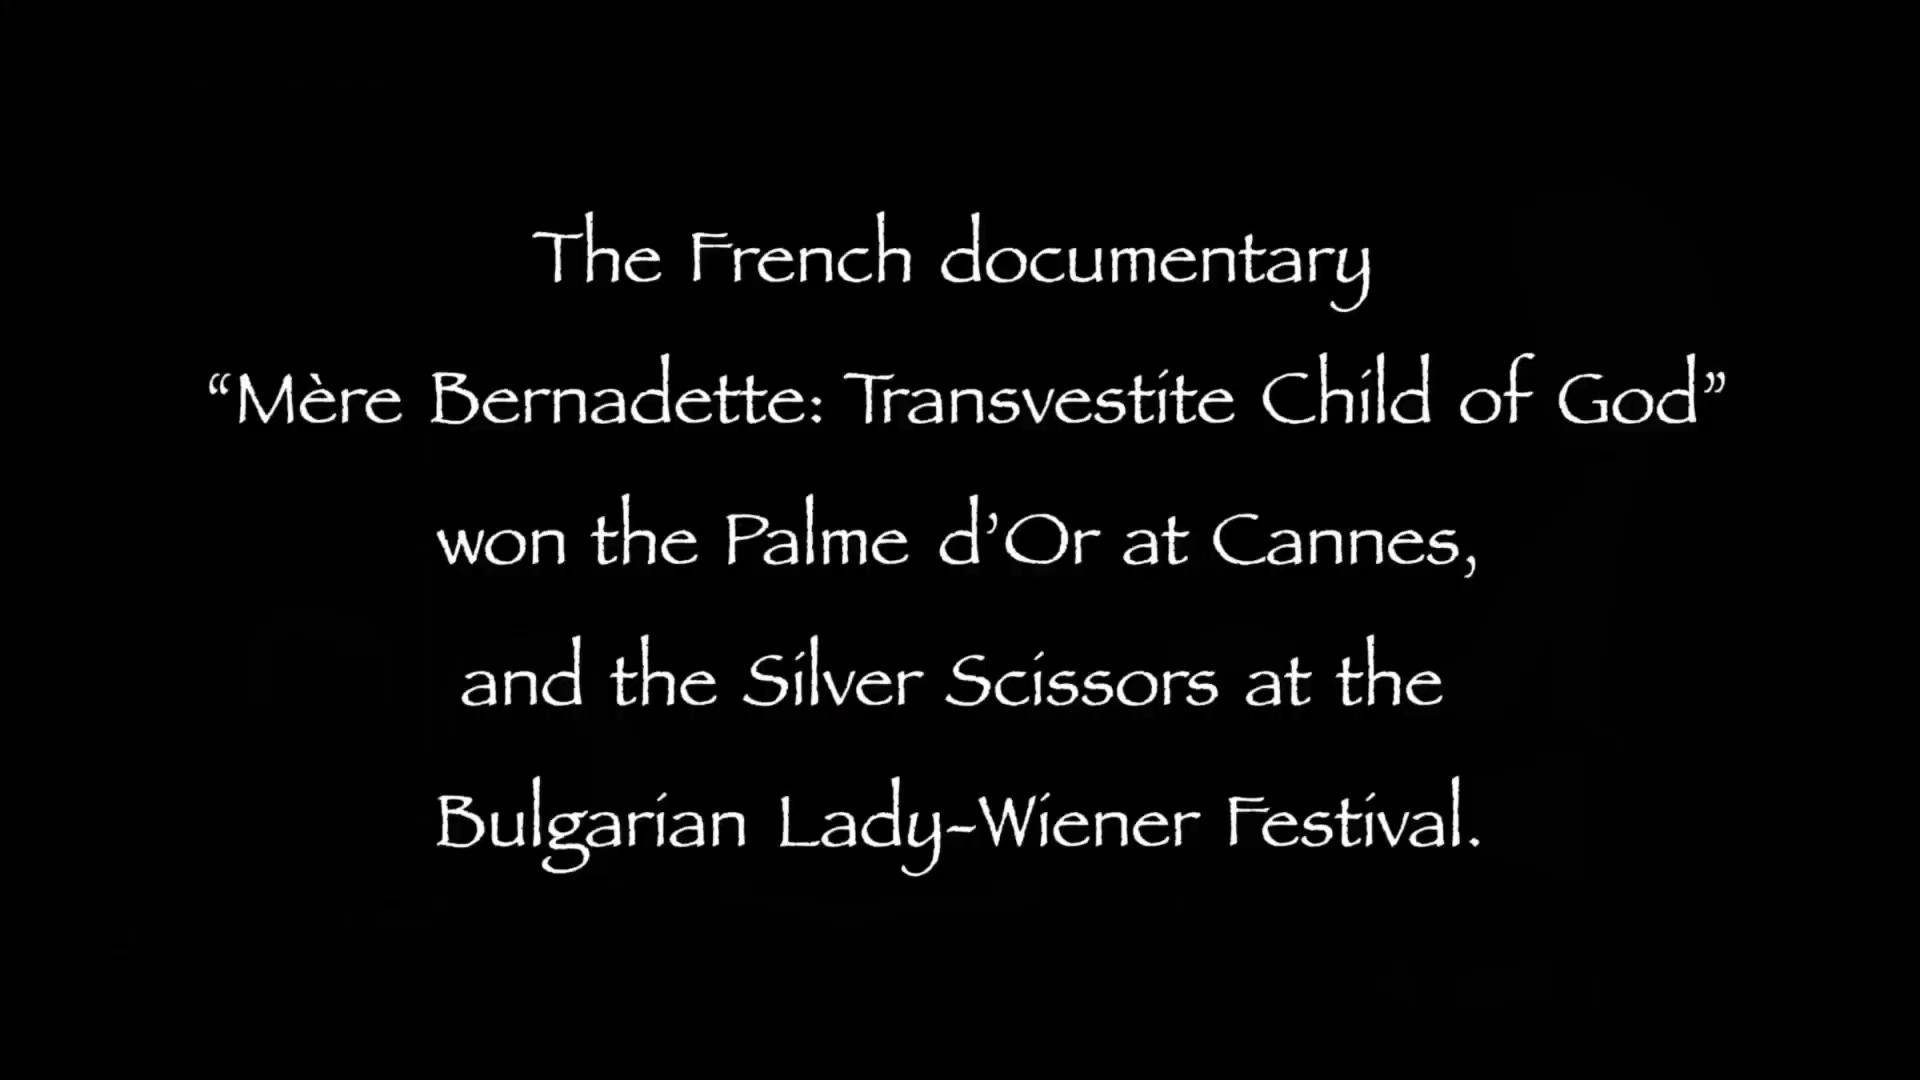 The French documentary
“Mère Bernadette: Transvestite Child of God”
won the Palme d’Or at Cannes,
and the Silver Scissors at the
Bulgarian Lady-Wiener Festival.